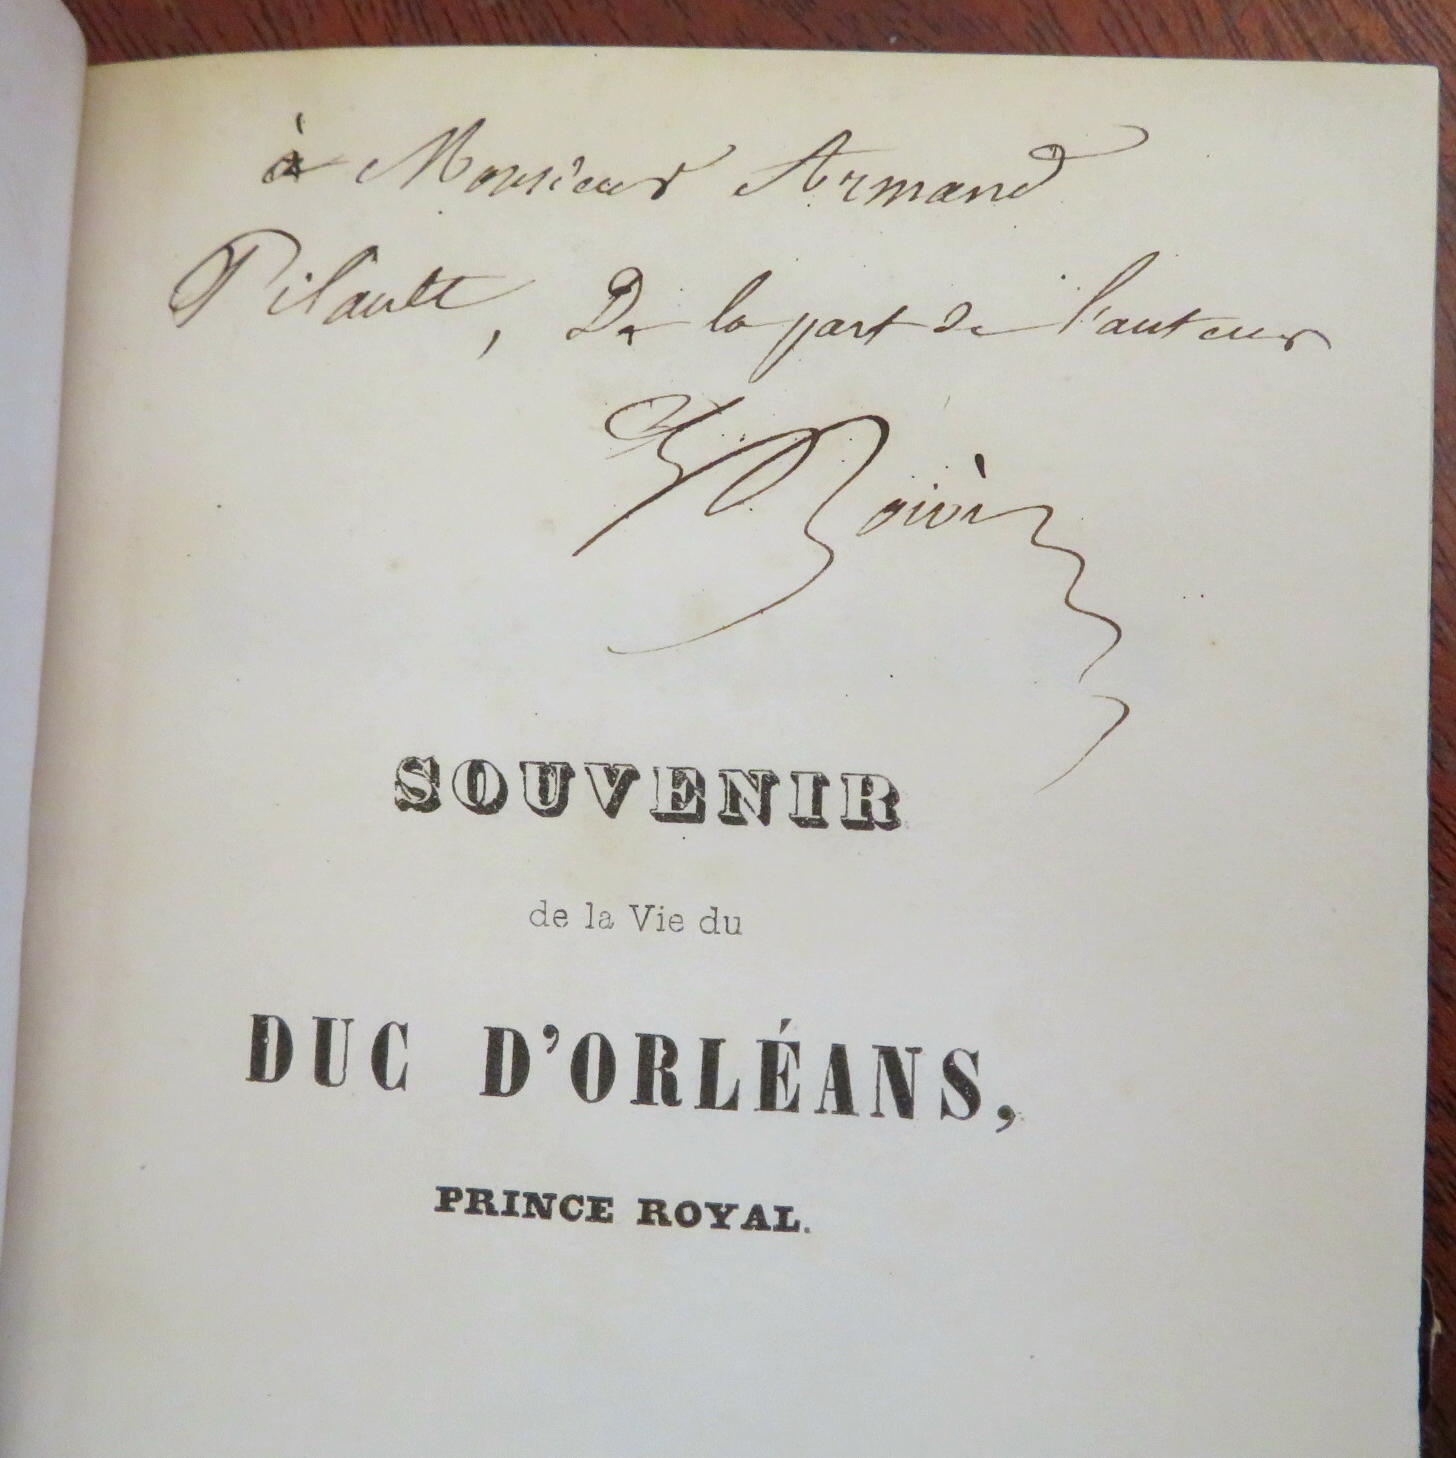 à Monsieur Armand
Pilault, De la part de l'auteur
Boivin
SOUVENIR
de la Vie du
DUC D'ORLÉANS,
PRINCE ROYAL.